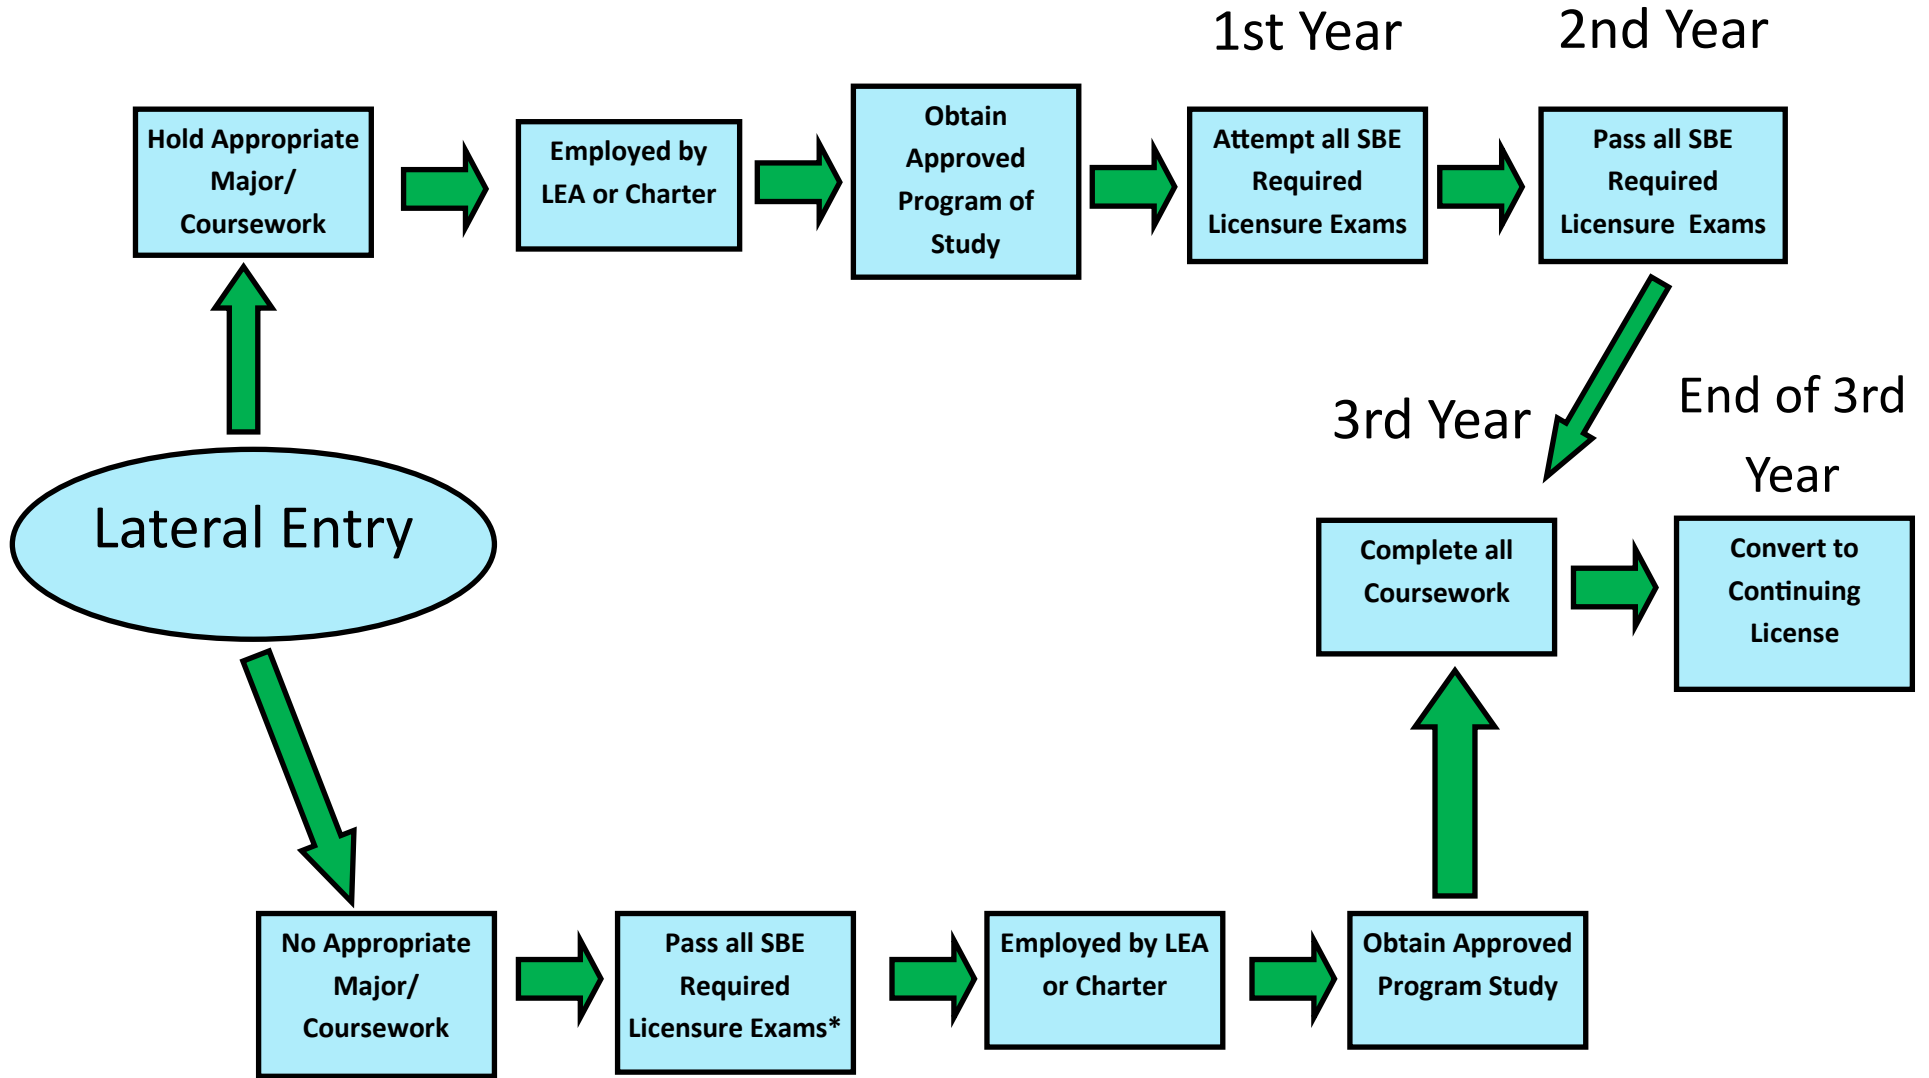 1st Year
2nd Year
Hold Appropriate
Major/
Coursework
Employed by
LEA or Charter
Obtain
Approved
Program of
Study
Attempt all SBE
Required
Licensure Exams
Pass all SBE
Required
Licensure  Exams
3rd Year
End of 3rd
Year
Lateral Entry
Complete all
Coursework
Convert to
Continuing
License
No Appropriate
Major/
Coursework
Pass all SBE
Required
Licensure Exams*
Employed by LEA
or Charter
Obtain Approved
Program Study